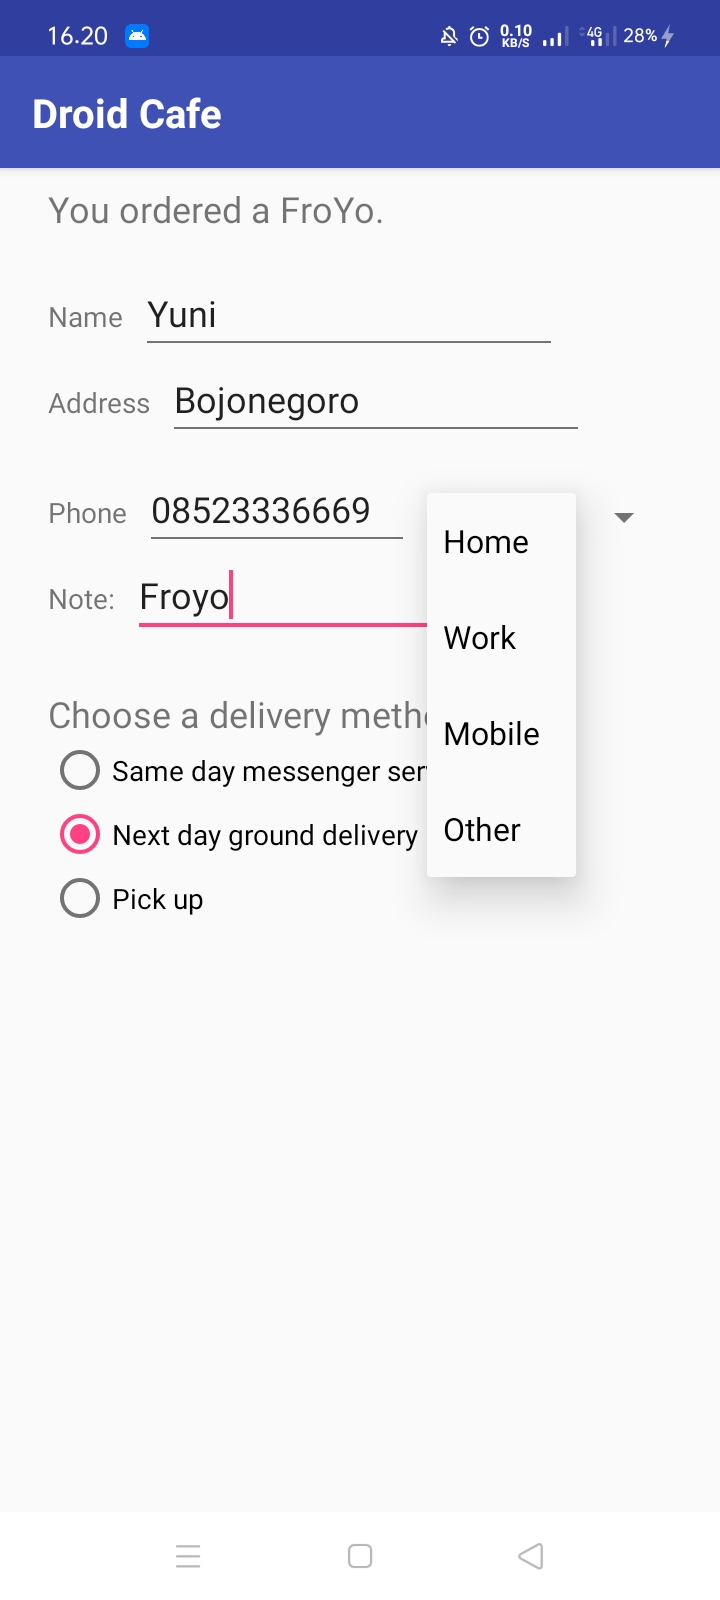 16.20 0.10 KB/S 4G 28%
Droid Cafe
You ordered a FroYo.
Name Yuni
Address Bojonegoro
Phone 08523336669
Home
Note: Froyo
Work
Choose a delivery meth
Mobile
Same day messenger ser
Next day ground delivery
Other
Pick up